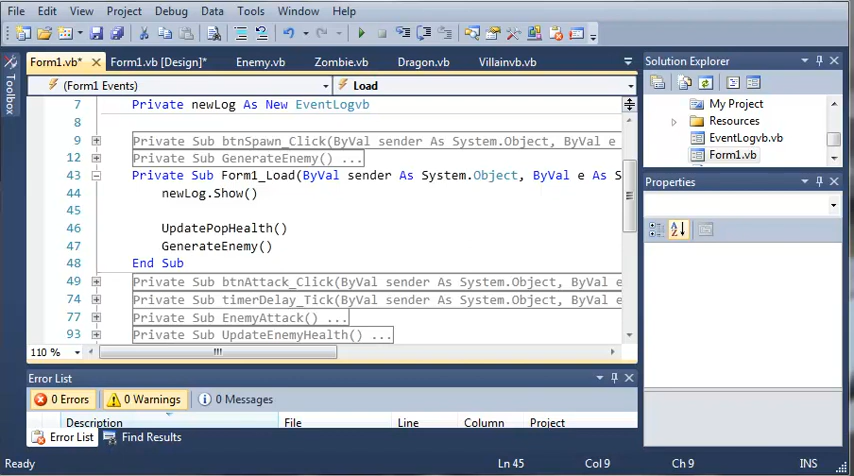 File Edit View Project Debug Data Tools Window Help
Toolbox
Form1.vb* Form1.vb [Design]* Enemy.vb Zombie.vb Dragon.vb Villainvb.vb
(Form1 Events) Load
7 Private newLog As New EventLogvb
8
9 Private Sub btnSpawn_Click(ByVal sender As System.Object, ByVal e
12 Private Sub GenerateEnemy() ...
43 Private Sub Form1_Load(ByVal sender As System.Object, ByVal e As S
44 newLog.Show()
45
46 UpdatePopHealth()
47 GenerateEnemy()
48 End Sub
49 Private Sub btnAttack_Click(ByVal sender As System.Object, ByVal e
74 Private Sub timerDelay_Tick(ByVal sender As System.Object, ByVal e
77 Private Sub EnemyAttack() ...
93 Private Sub UpdateEnemyHealth() ...
110 %
Solution Explorer
My Project
Resources
EventLogvb.vb
Form1.vb
Properties
Error List
0 Errors 0 Warnings 0 Messages
Description File Line Column Project
Error List Find Results
Ready Ln 45 Col 9 Ch 9 INS